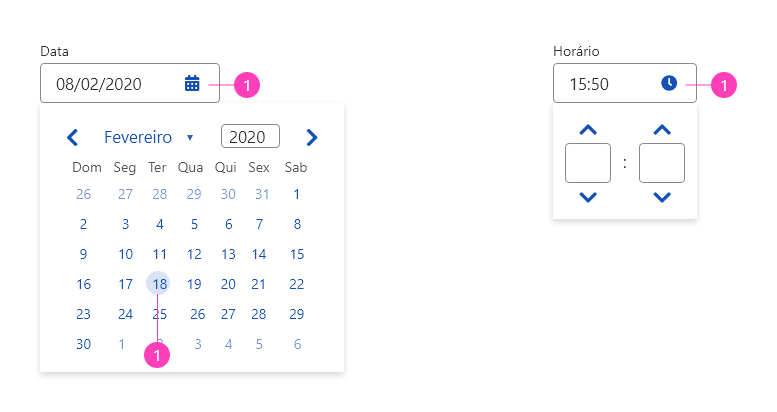 Data
08/02/2020
1
Fevereiro ▼ 2020
Dom Seg Ter Qua Qui Sex Sab
26 27 28 29 30 31 1
2 3 4 5 6 7 8
9 10 11 12 13 14 15
16 17 18 19 20 21 22
23 24 25 26 27 28 29
30 1 3 4 5 6
1
Horário
15:50
1
: